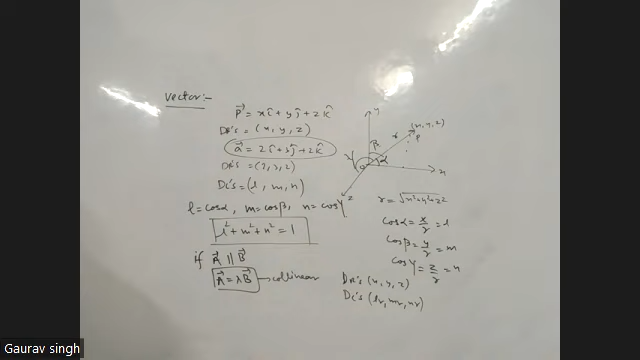 vector:-
P⃗ = xî + yĵ + zk̂
DR's = (x, y, z)
a⃗ = 2î + 3ĵ + 2k̂
DR's = (2, 3, 2)
DC's = (l, m, n)
l = cosα, m = cosβ, n = cosγ
l² + m² + n² = 1
if A⃗ || B⃗
A⃗ = λB⃗ — collinear
y
(x, y, z)
P
r
β
α
γ
x
z
r = √x²+y²+z²
cosα = x/r = l
cosβ = y/r = m
cosγ = z/r = n
DR's (x, y, z)
DC's (lr, mr, nr)
Gaurav singh